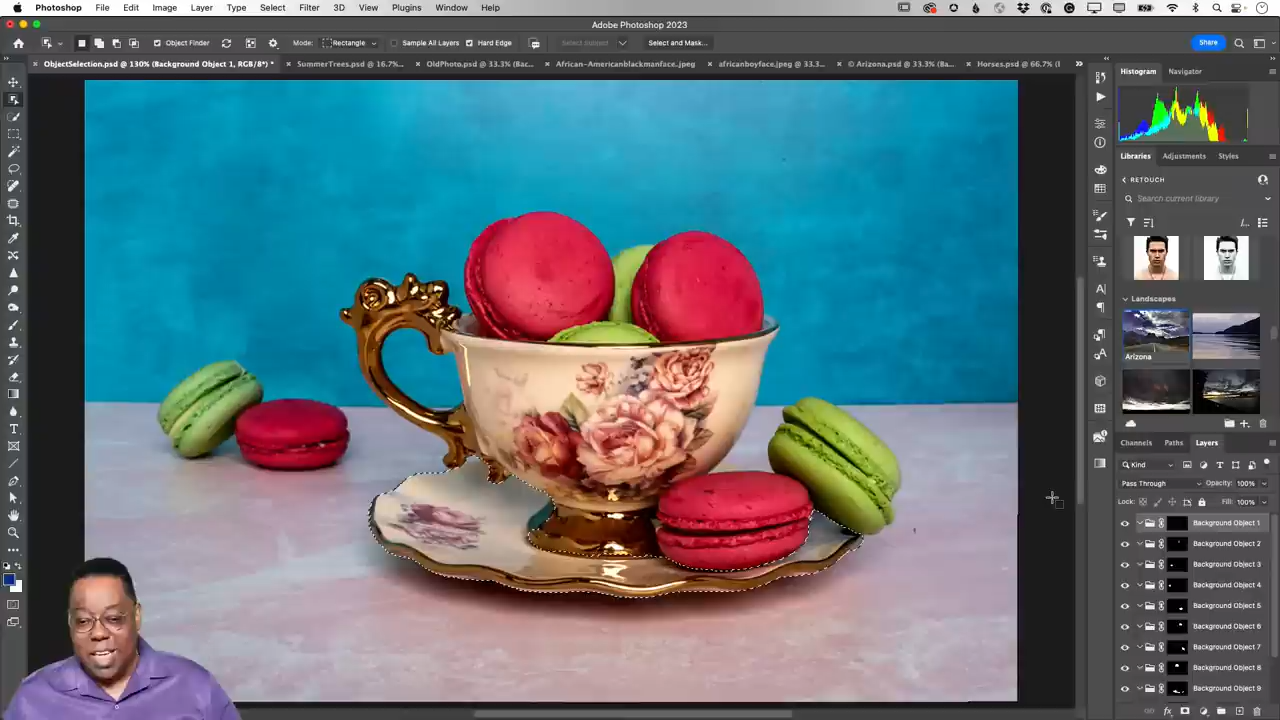 Photoshop File Edit Image Layer Type Select Filter 3D View Plugins Window Help
Adobe Photoshop 2023
Object Finder Mode: Rectangle Sample All Layers Hard Edge Select Subject Select and Mask... Share
ObjectSelection.psd @ 130% (Background Object 1, RGB/8*) * SummerTrees.psd @ 16.7%... OldPhoto.psd @ 33.3% (Bac... African-Americanblackmanface.jpeg africanboyface.jpeg @ 33.3... © Arizona.psd @ 33.3% (Bac... Horses.psd @ 66.7% (I
Histogram Navigator
Libraries Adjustments Styles
RETOUCH
Search current library
Landscapes
Arizona
Channels Paths Layers
Kind
Pass Through Opacity: 100%
Lock: Fill: 100%
Background Object 1
Background Object 2
Background Object 3
Background Object 4
Background Object 5
Background Object 6
Background Object 7
Background Object 8
Background Object 9